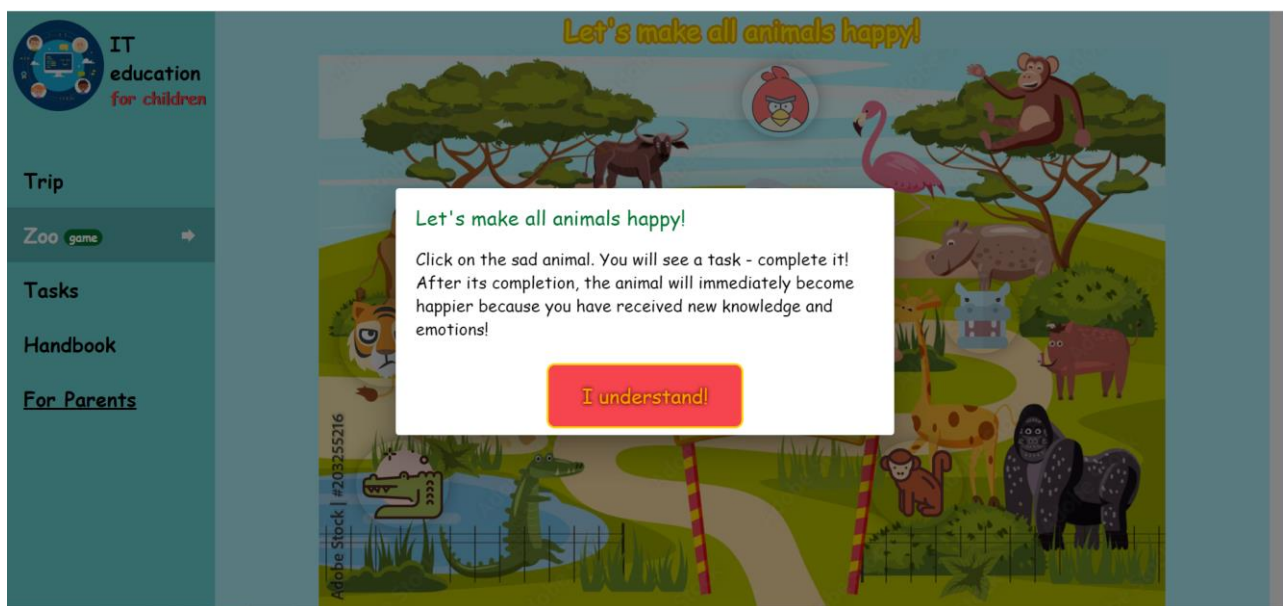 IT
education
for children
Trip
Zoo game
Tasks
Handbook
For Parents
Let's make all animals happy!
Let's make all animals happy!
Click on the sad animal. You will see a task - complete it!
After its completion, the animal will immediately become
happier because you have received new knowledge and
emotions!
I understand!
Adobe Stock | #203255216